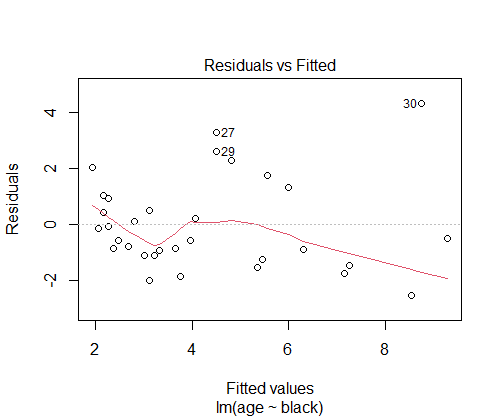 Residuals vs Fitted
Residuals
4
2
0
-2
30
27
29
2 4 6 8
Fitted values
lm(age ~ black)